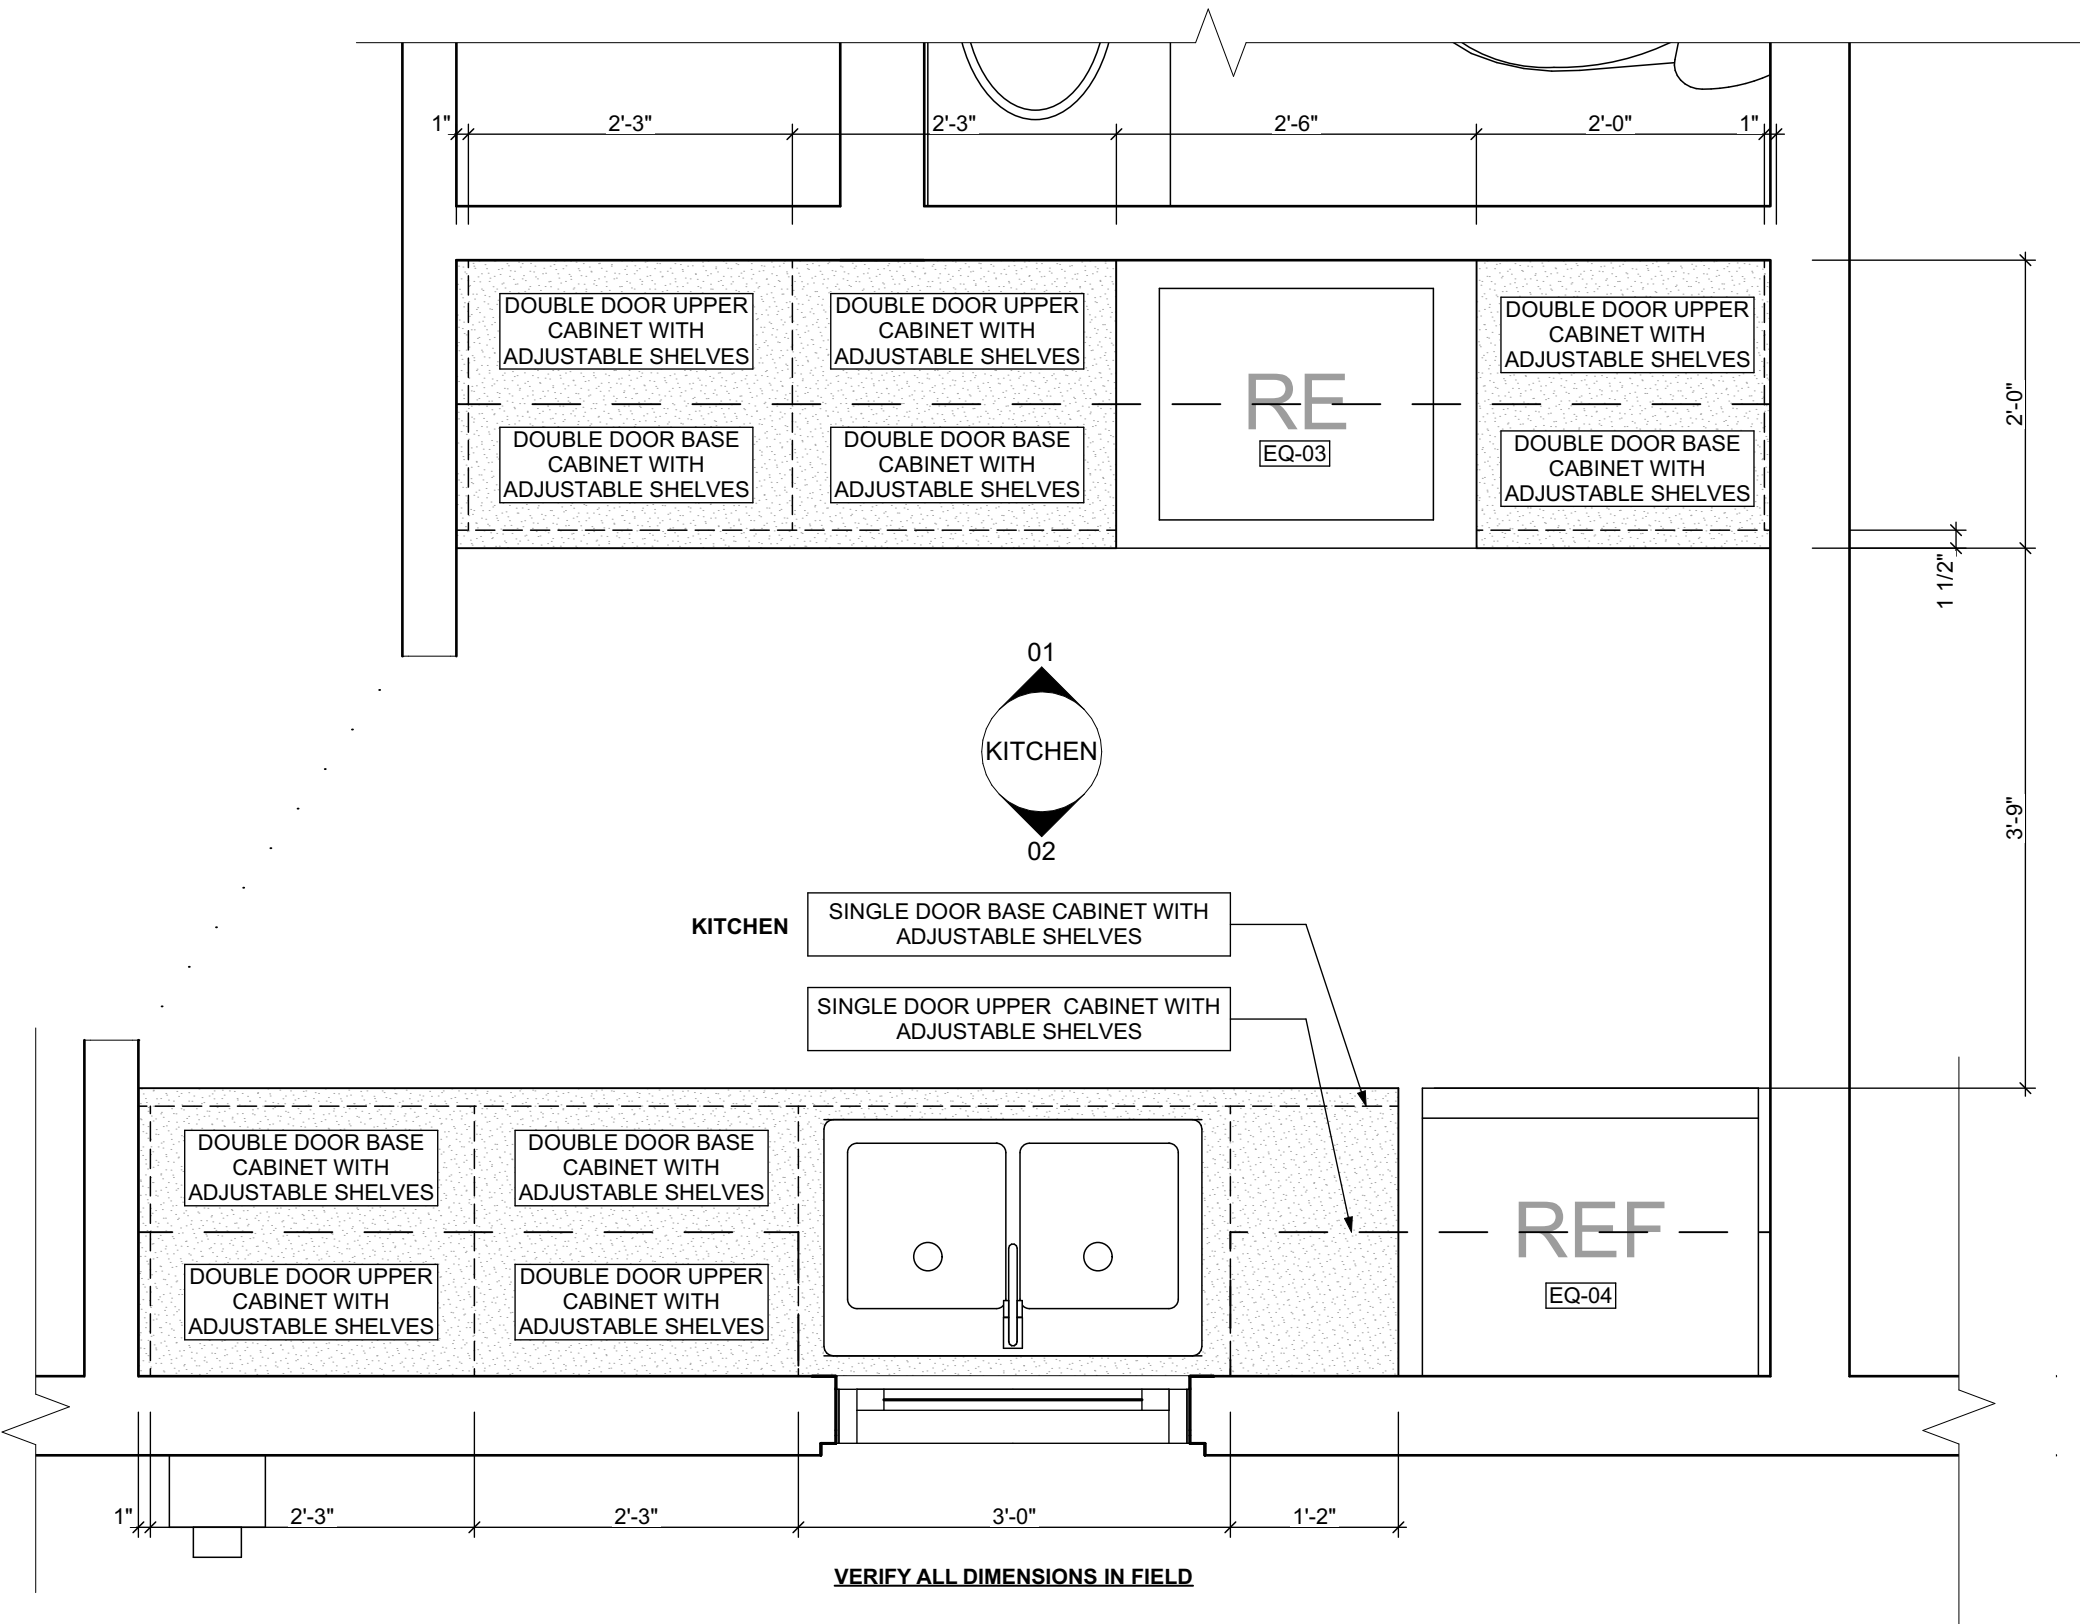 1" 2'-3" 2'-3" 2'-6" 2'-0" 1"
DOUBLE DOOR UPPER
CABINET WITH
ADJUSTABLE SHELVES
DOUBLE DOOR UPPER
CABINET WITH
ADJUSTABLE SHELVES
DOUBLE DOOR UPPER
CABINET WITH
ADJUSTABLE SHELVES
RE
EQ-03
DOUBLE DOOR BASE
CABINET WITH
ADJUSTABLE SHELVES
DOUBLE DOOR BASE
CABINET WITH
ADJUSTABLE SHELVES
DOUBLE DOOR BASE
CABINET WITH
ADJUSTABLE SHELVES
2'-0"
1 1/2"
3'-9"
01
KITCHEN
02
KITCHEN
SINGLE DOOR BASE CABINET WITH
ADJUSTABLE SHELVES
SINGLE DOOR UPPER CABINET WITH
ADJUSTABLE SHELVES
DOUBLE DOOR BASE
CABINET WITH
ADJUSTABLE SHELVES
DOUBLE DOOR BASE
CABINET WITH
ADJUSTABLE SHELVES
DOUBLE DOOR UPPER
CABINET WITH
ADJUSTABLE SHELVES
DOUBLE DOOR UPPER
CABINET WITH
ADJUSTABLE SHELVES
REF
EQ-04
1" 2'-3" 2'-3" 3'-0" 1'-2"
VERIFY ALL DIMENSIONS IN FIELD